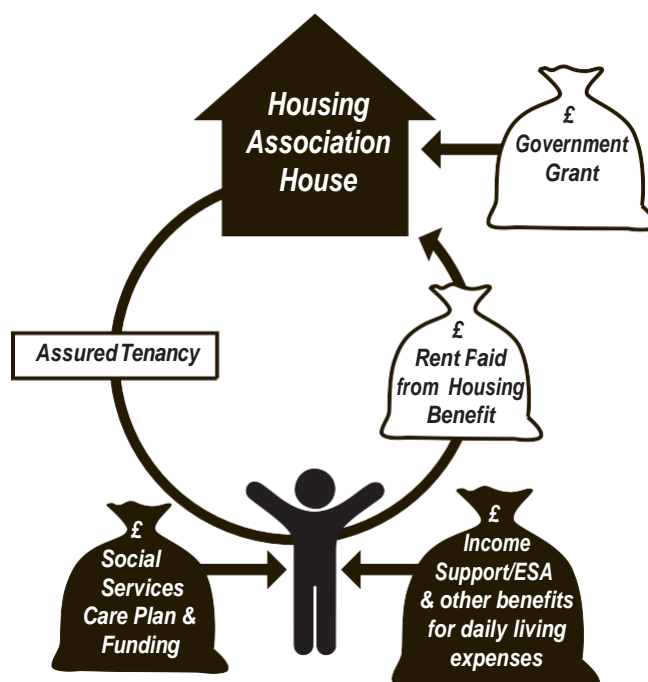 Housing
Association
House
£
Government
Grant
Assured Tenancy
£
Rent Paid
from Housing
Benefit
£
Social
Services
Care Plan &
Funding
£
Income
Support/ESA
& other benefits
for daily living
expenses